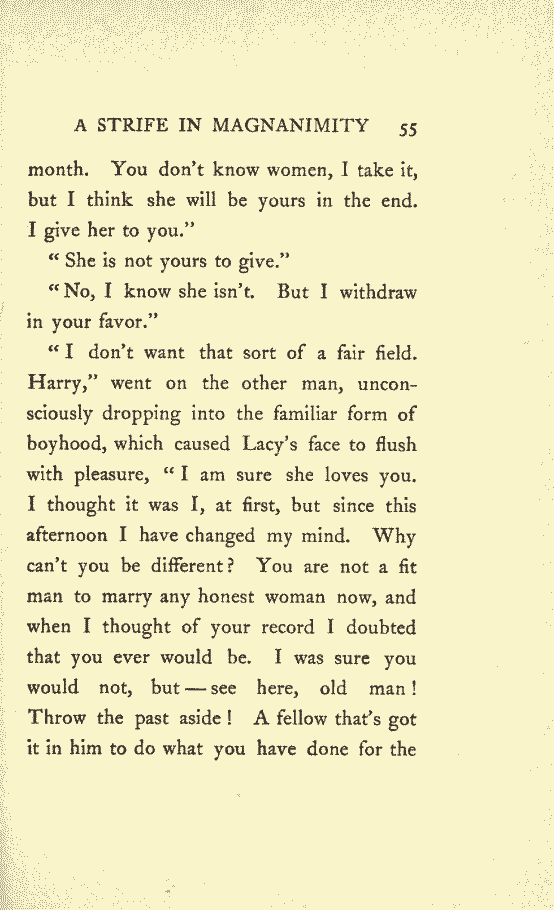 A STRIFE IN MAGNANIMITY 55
month. You don't know women, I take it,
but I think she will be yours in the end.
I give her to you."
" She is not yours to give."
" No, I know she isn't. But I withdraw
in your favor."
" I don't want that sort of a fair field.
Harry," went on the other man, uncon-
sciously dropping into the familiar form of
boyhood, which caused Lacy's face to flush
with pleasure, " I am sure she loves you.
I thought it was I, at first, but since this
afternoon I have changed my mind. Why
can't you be different? You are not a fit
man to marry any honest woman now, and
when I thought of your record I doubted
that you ever would be. I was sure you
would not, but — see here, old man!
Throw the past aside! A fellow that's got
it in him to do what you have done for the